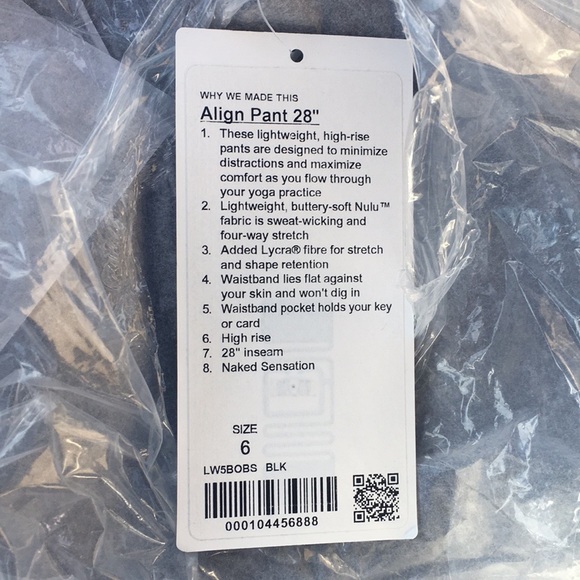 WHY WE MADE THIS
Align Pant 28"
1. These lightweight, high-rise
pants are designed to minimize
distractions and maximize
comfort as you flow through
your yoga practice
2. Lightweight, buttery-soft Nulu™
fabric is sweat-wicking and
four-way stretch
3. Added Lycra® fibre for stretch
and shape retention
4. Waistband lies flat against
your skin and won't dig in
5. Waistband pocket holds your key
or card
6. High rise
7. 28" inseam
8. Naked Sensation
SIZE
6
LW5BOBS BLK
000104456888